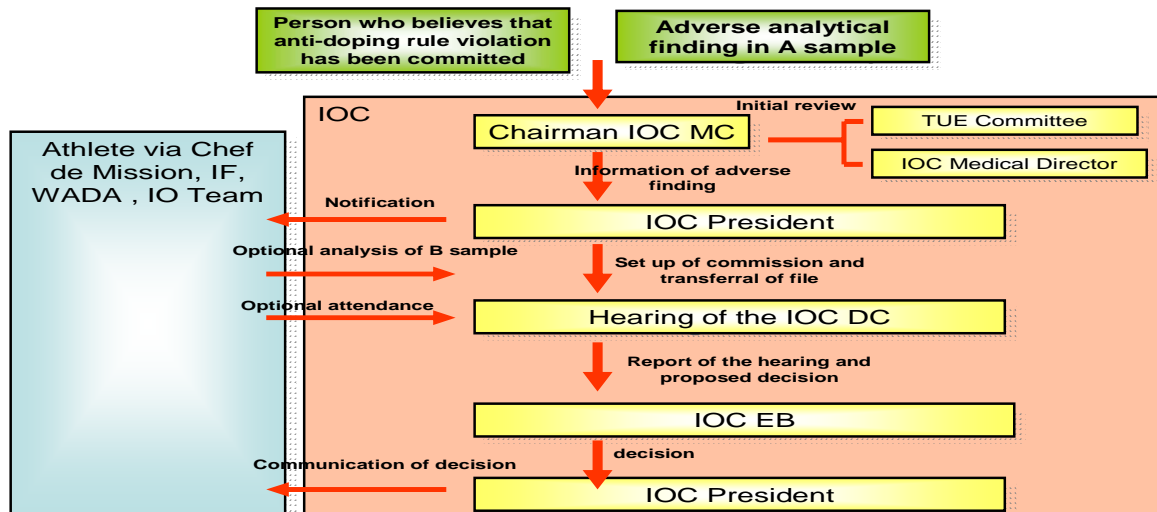 Person who believes that
anti-doping rule violation
has been committed
Adverse analytical
finding in A sample
IOC
Initial review
Chairman IOC MC
TUE Committee
IOC Medical Director
Athlete via Chef
de Mission, IF,
WADA , IO Team
Information of adverse
finding
Notification
IOC President
Optional analysis of B sample
Set up of commission and
transferral of file
Optional attendance
Hearing of the IOC DC
Report of the hearing and
proposed decision
IOC EB
decision
Communication of decision
IOC President